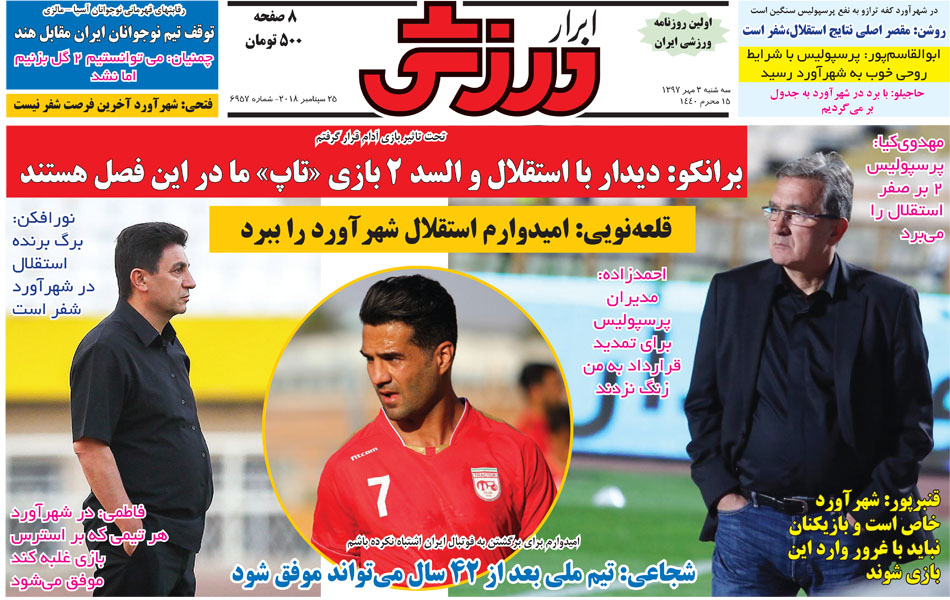 در شهرآورد کفه ترازو به نفع پرسپولیس سنگین است
روشن: مقصر اصلی نتایج استقلال،شفر است
ابوالقاسم‌پور: پرسپولیس با شرایط
روحی خوب به شهرآورد رسید
حاجیلو: با برد در شهرآورد به جدول
بر می‌گردیم
اولین روزنامه
ورزشی ایران
ابرار
ورزشی
سه شنبه ۳ مهر ۱۳۹۷
۱۵ محرم ۱۴۴۰
۲۵ سپتامبر ۲۰۱۸- شماره ۶۹۵۷
۸ صفحه
۵۰۰ تومان
رقابتهای قهرمانی نوجوانان آسیا - مالزی
توقف تیم نوجوانان ایران مقابل هند
چمنیان: می توانستیم ۲ گل بزنیم
اما نشد
فتحی: شهرآورد آخرین فرصت شفر نیست
تحت تاثیر بازی آدام قرار گرفتم
برانکو: دیدار با استقلال و السد ۲ بازی «تاپ» ما در این فصل هستند
قلعه‌نویی: امیدوارم استقلال شهرآورد را ببرد
مهدوی‌کیا:
پرسپولیس
۲ بر صفر
استقلال را
می‌برد
نورافکن:
برگ برنده
استقلال
در شهرآورد
شفر است
احمدزاده:
مدیران
پرسپولیس
برای تمدید
قرارداد به من
زنگ نزدند
fitcom
TRACTOR
7
قنبرپور: شهرآورد
خاص است و بازیکنان
نباید با غرور وارد این
بازی شوند
فاطمی: در شهرآورد
هر تیمی که بر استرس
بازی غلبه کند
موفق می‌شود
امیدوارم برای برگشتن به فوتبال ایران اشتباه نکرده باشم
شجاعی: تیم ملی بعد از ۴۲ سال می‌تواند موفق شود